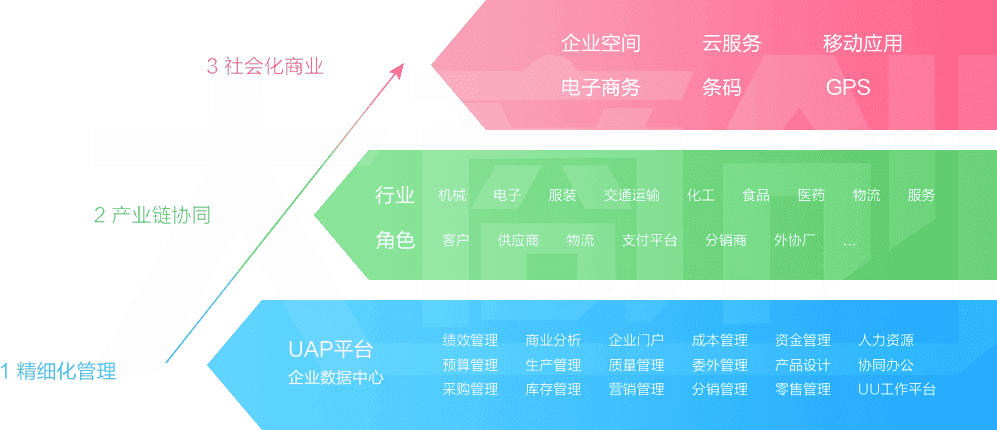 3 社会化商业
企业空间 云服务 移动应用
电子商务 条码 GPS
2 产业链协同
行业 机械 电子 服装 交通运输 化工 食品 医药 物流 服务
角色 客户 供应商 物流 支付平台 分销商 外协厂 ...
1 精细化管理
UAP平台
企业数据中心
绩效管理 商业分析 企业门户 成本管理 资金管理 人力资源
预算管理 生产管理 质量管理 委外管理 产品设计 协同办公
采购管理 库存管理 营销管理 分销管理 零售管理 UU工作平台